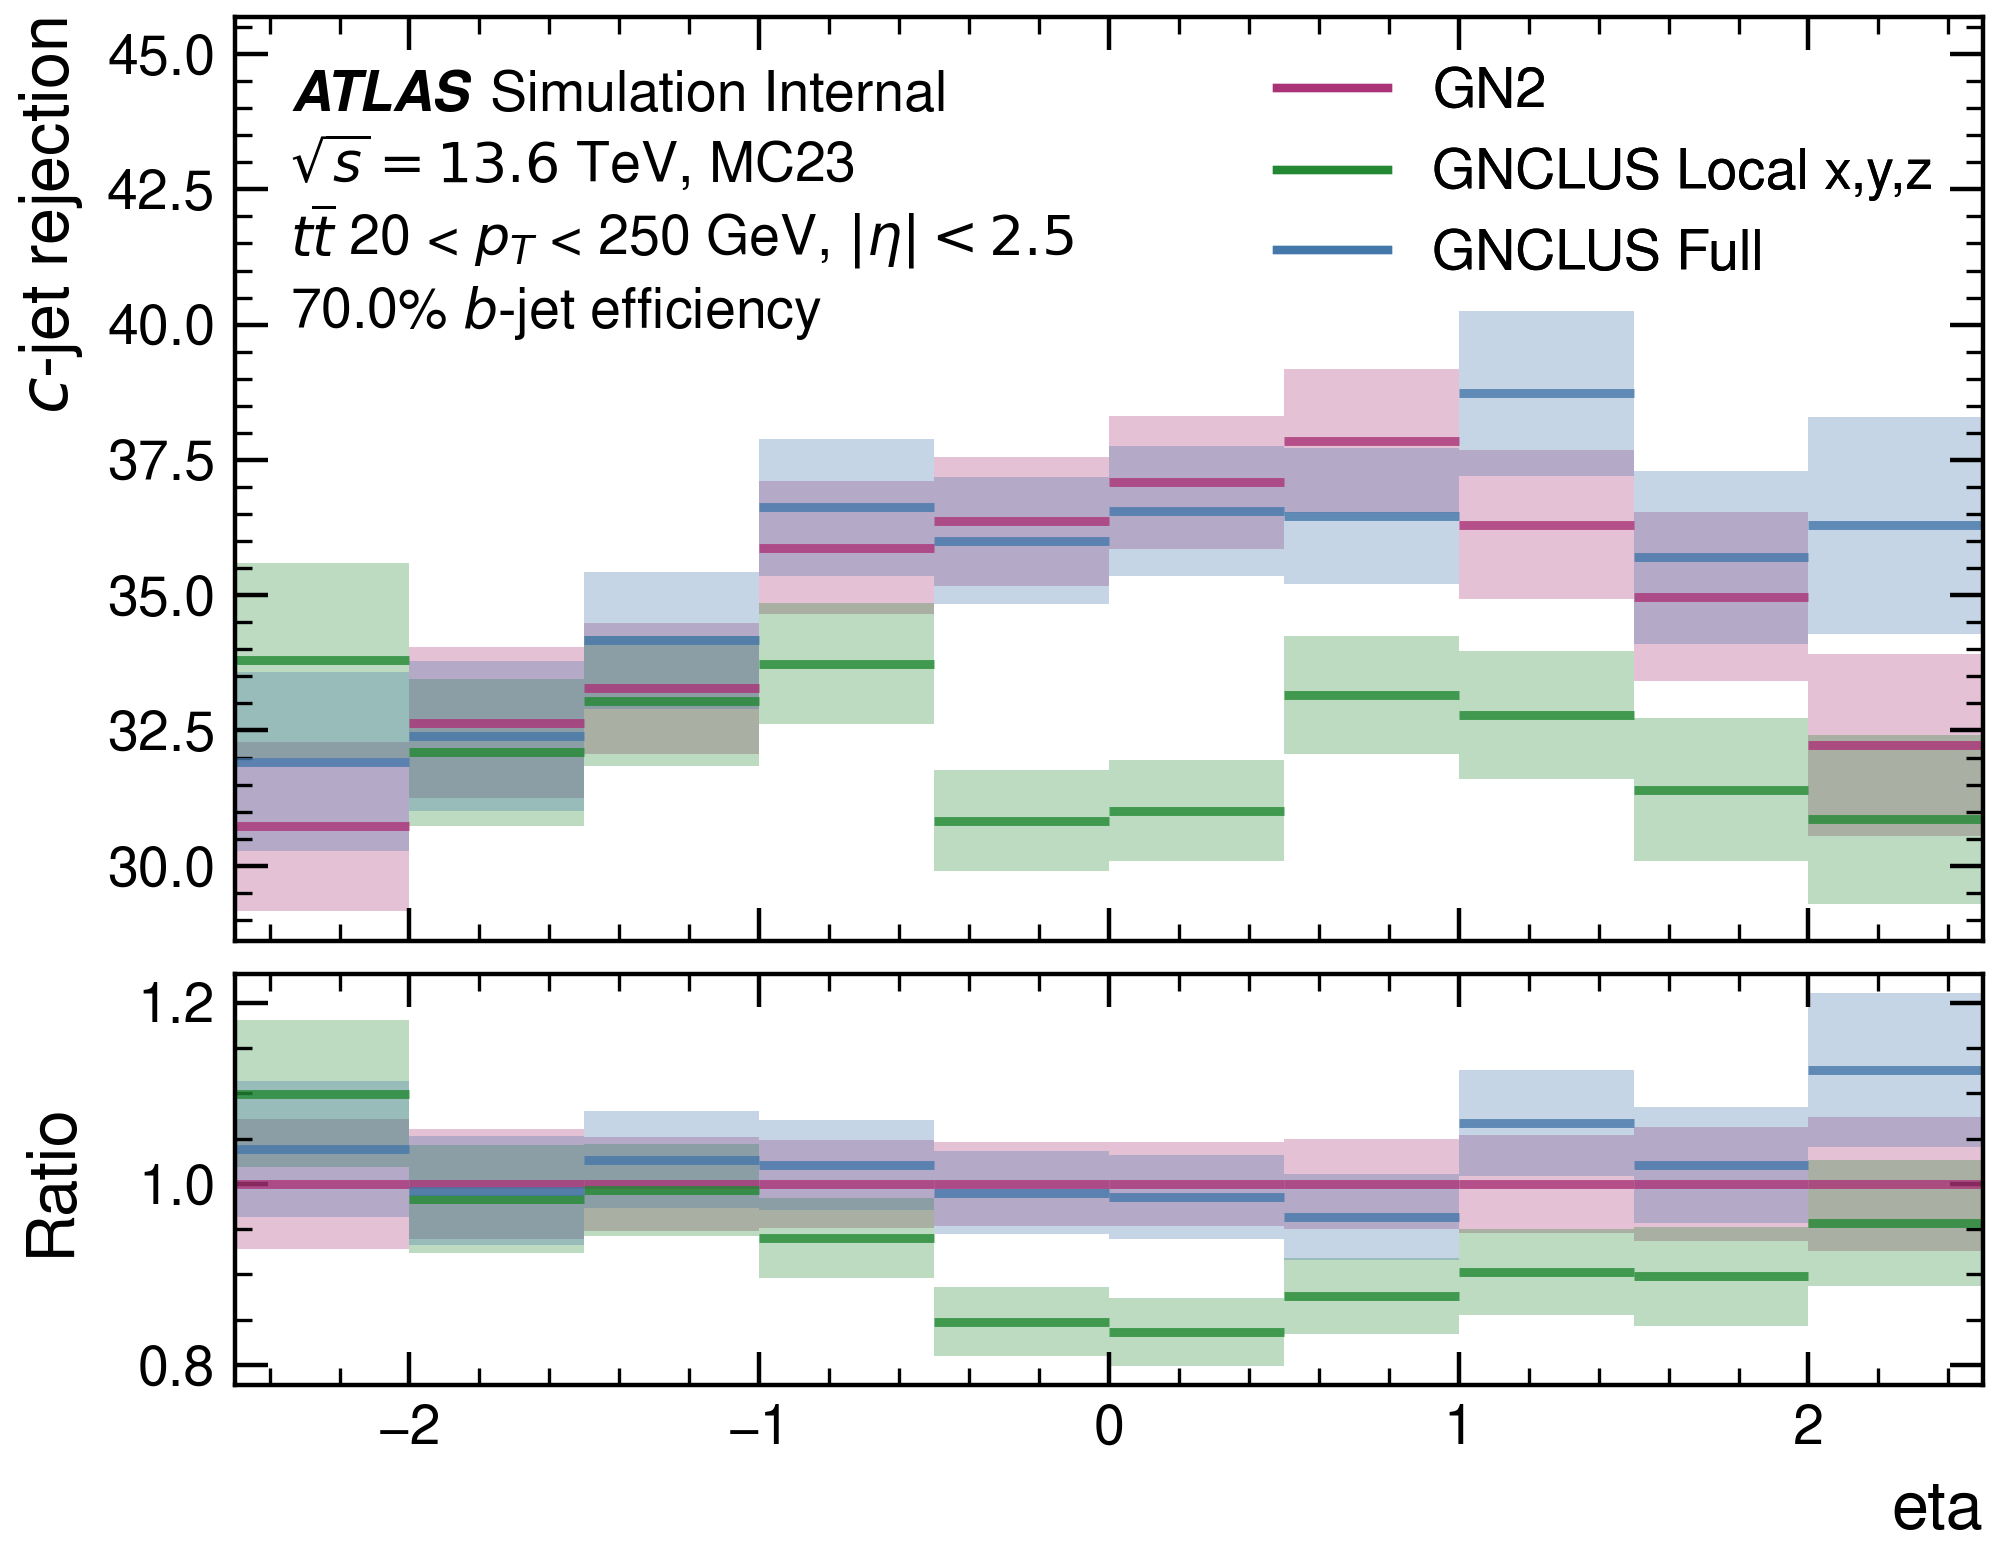 c-jet rejection
45.0
42.5
40.0
37.5
35.0
32.5
30.0
ATLAS Simulation Internal
√s = 13.6 TeV, MC23
tt̅ 20 < p_T < 250 GeV, |η| < 2.5
70.0% b-jet efficiency
GN2
GNCLUS Local x,y,z
GNCLUS Full
Ratio
1.2
1.0
0.8
−2 −1 0 1 2
eta